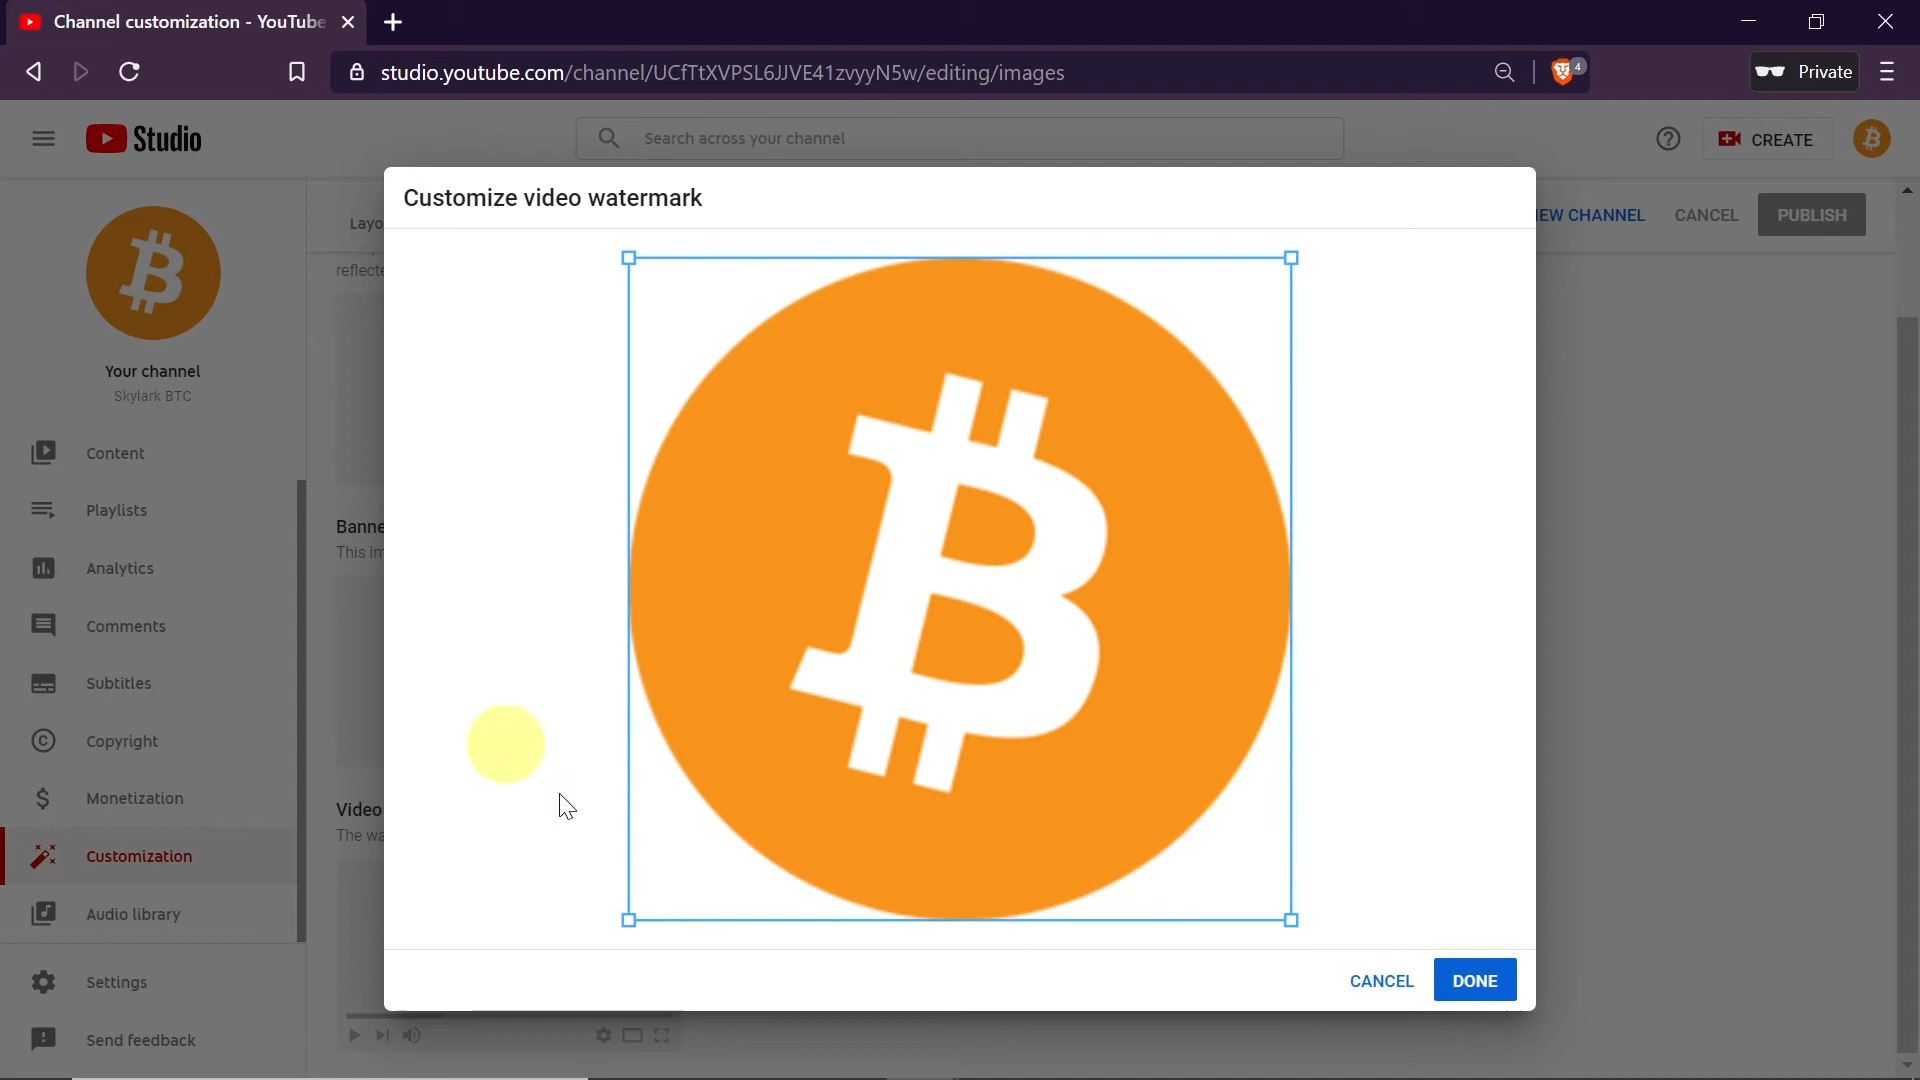 Channel customization - YouTube
studio.youtube.com/channel/UCfTtXVPSL6JJVE41zvyyN5w/editing/images
4
Private
Studio
Search across your channel
CREATE
Customize video watermark
Layo
EW CHANNEL
CANCEL
PUBLISH
reflecte
Your channel
Skylark BTC
Content
Playlists
Banne
This im
Analytics
Comments
Subtitles
Copyright
Monetization
Video
The wa
Customization
Audio library
CANCEL
DONE
Settings
Send feedback